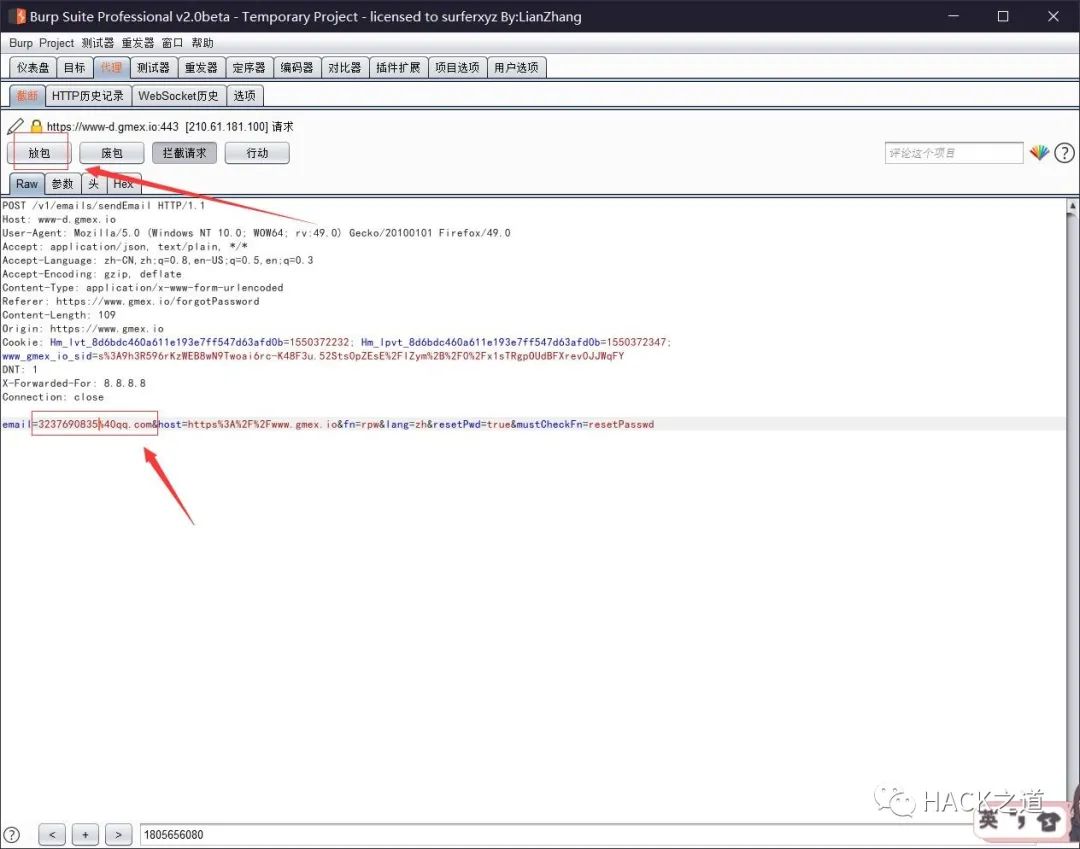 Burp Suite Professional v2.0beta - Temporary Project - licensed to surferxyz By:LianZhang
Burp Project 测试器 重发器 窗口 帮助
仪表盘 目标 代理 测试器 重发器 定序器 编码器 对比器 插件扩展 项目选项 用户选项
截断 HTTP历史记录 WebSocket历史 选项
https://www-d.gmex.io:443 [210.61.181.100] 请求
放包 废包 拦截请求 行动 评论这个项目 ?
Raw 参数 头 Hex
POST /v1/emails/sendEmail HTTP/1.1
Host: www-d.gmex.io
User-Agent: Mozilla/5.0 (Windows NT 10.0; WOW64; rv:49.0) Gecko/20100101 Firefox/49.0
Accept: application/json, text/plain, */*
Accept-Language: zh-CN,zh;q=0.8,en-US;q=0.5,en;q=0.3
Accept-Encoding: gzip, deflate
Content-Type: application/x-www-form-urlencoded
Referer: https://www.gmex.io/forgotPassword
Content-Length: 109
Origin: https://www.gmex.io
Cookie: Hm_lvt_8d6bdc460a611e193e7ff547d63afd0b=1550372232; Hm_lpvt_8d6bdc460a611e193e7ff547d63afd0b=1550372347;
www_gmex_io_sid=s%3A9h3R596rKzWEB8wN9Twoai6rc-K48F3u.52StsOpZEsE%2FlZym%2B%2F0%2Fx1sTRgpOUdBFXrevOJJWqFY
DNT: 1
X-Forwarded-For: 8.8.8.8
Connection: close
email=3237690835%40qq.com&host=https%3A%2F%2Fwww.gmex.io&fn=rpw&lang=zh&resetPwd=true&mustCheckFn=resetPasswd
HACK之道
英
? < + > 1805656080